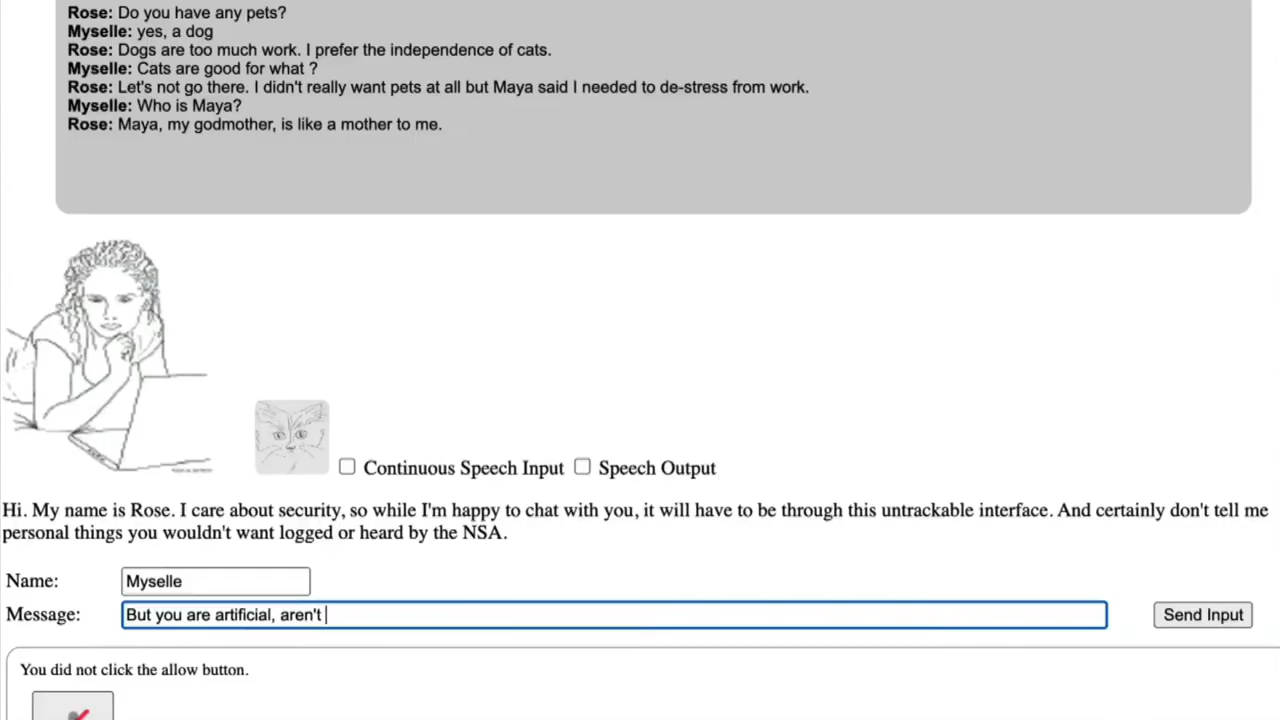 Rose: Do you have any pets?
Myselle: yes, a dog
Rose: Dogs are too much work. I prefer the independence of cats.
Myselle: Cats are good for what ?
Rose: Let's not go there. I didn't really want pets at all but Maya said I needed to de-stress from work.
Myselle: Who is Maya?
Rose: Maya, my godmother, is like a mother to me.
Continuous Speech Input Speech Output
Hi. My name is Rose. I care about security, so while I'm happy to chat with you, it will have to be through this untrackable interface. And certainly don't tell me
personal things you wouldn't want logged or heard by the NSA.
Name: Myselle
Message: But you are artificial, aren't
Send Input
You did not click the allow button.